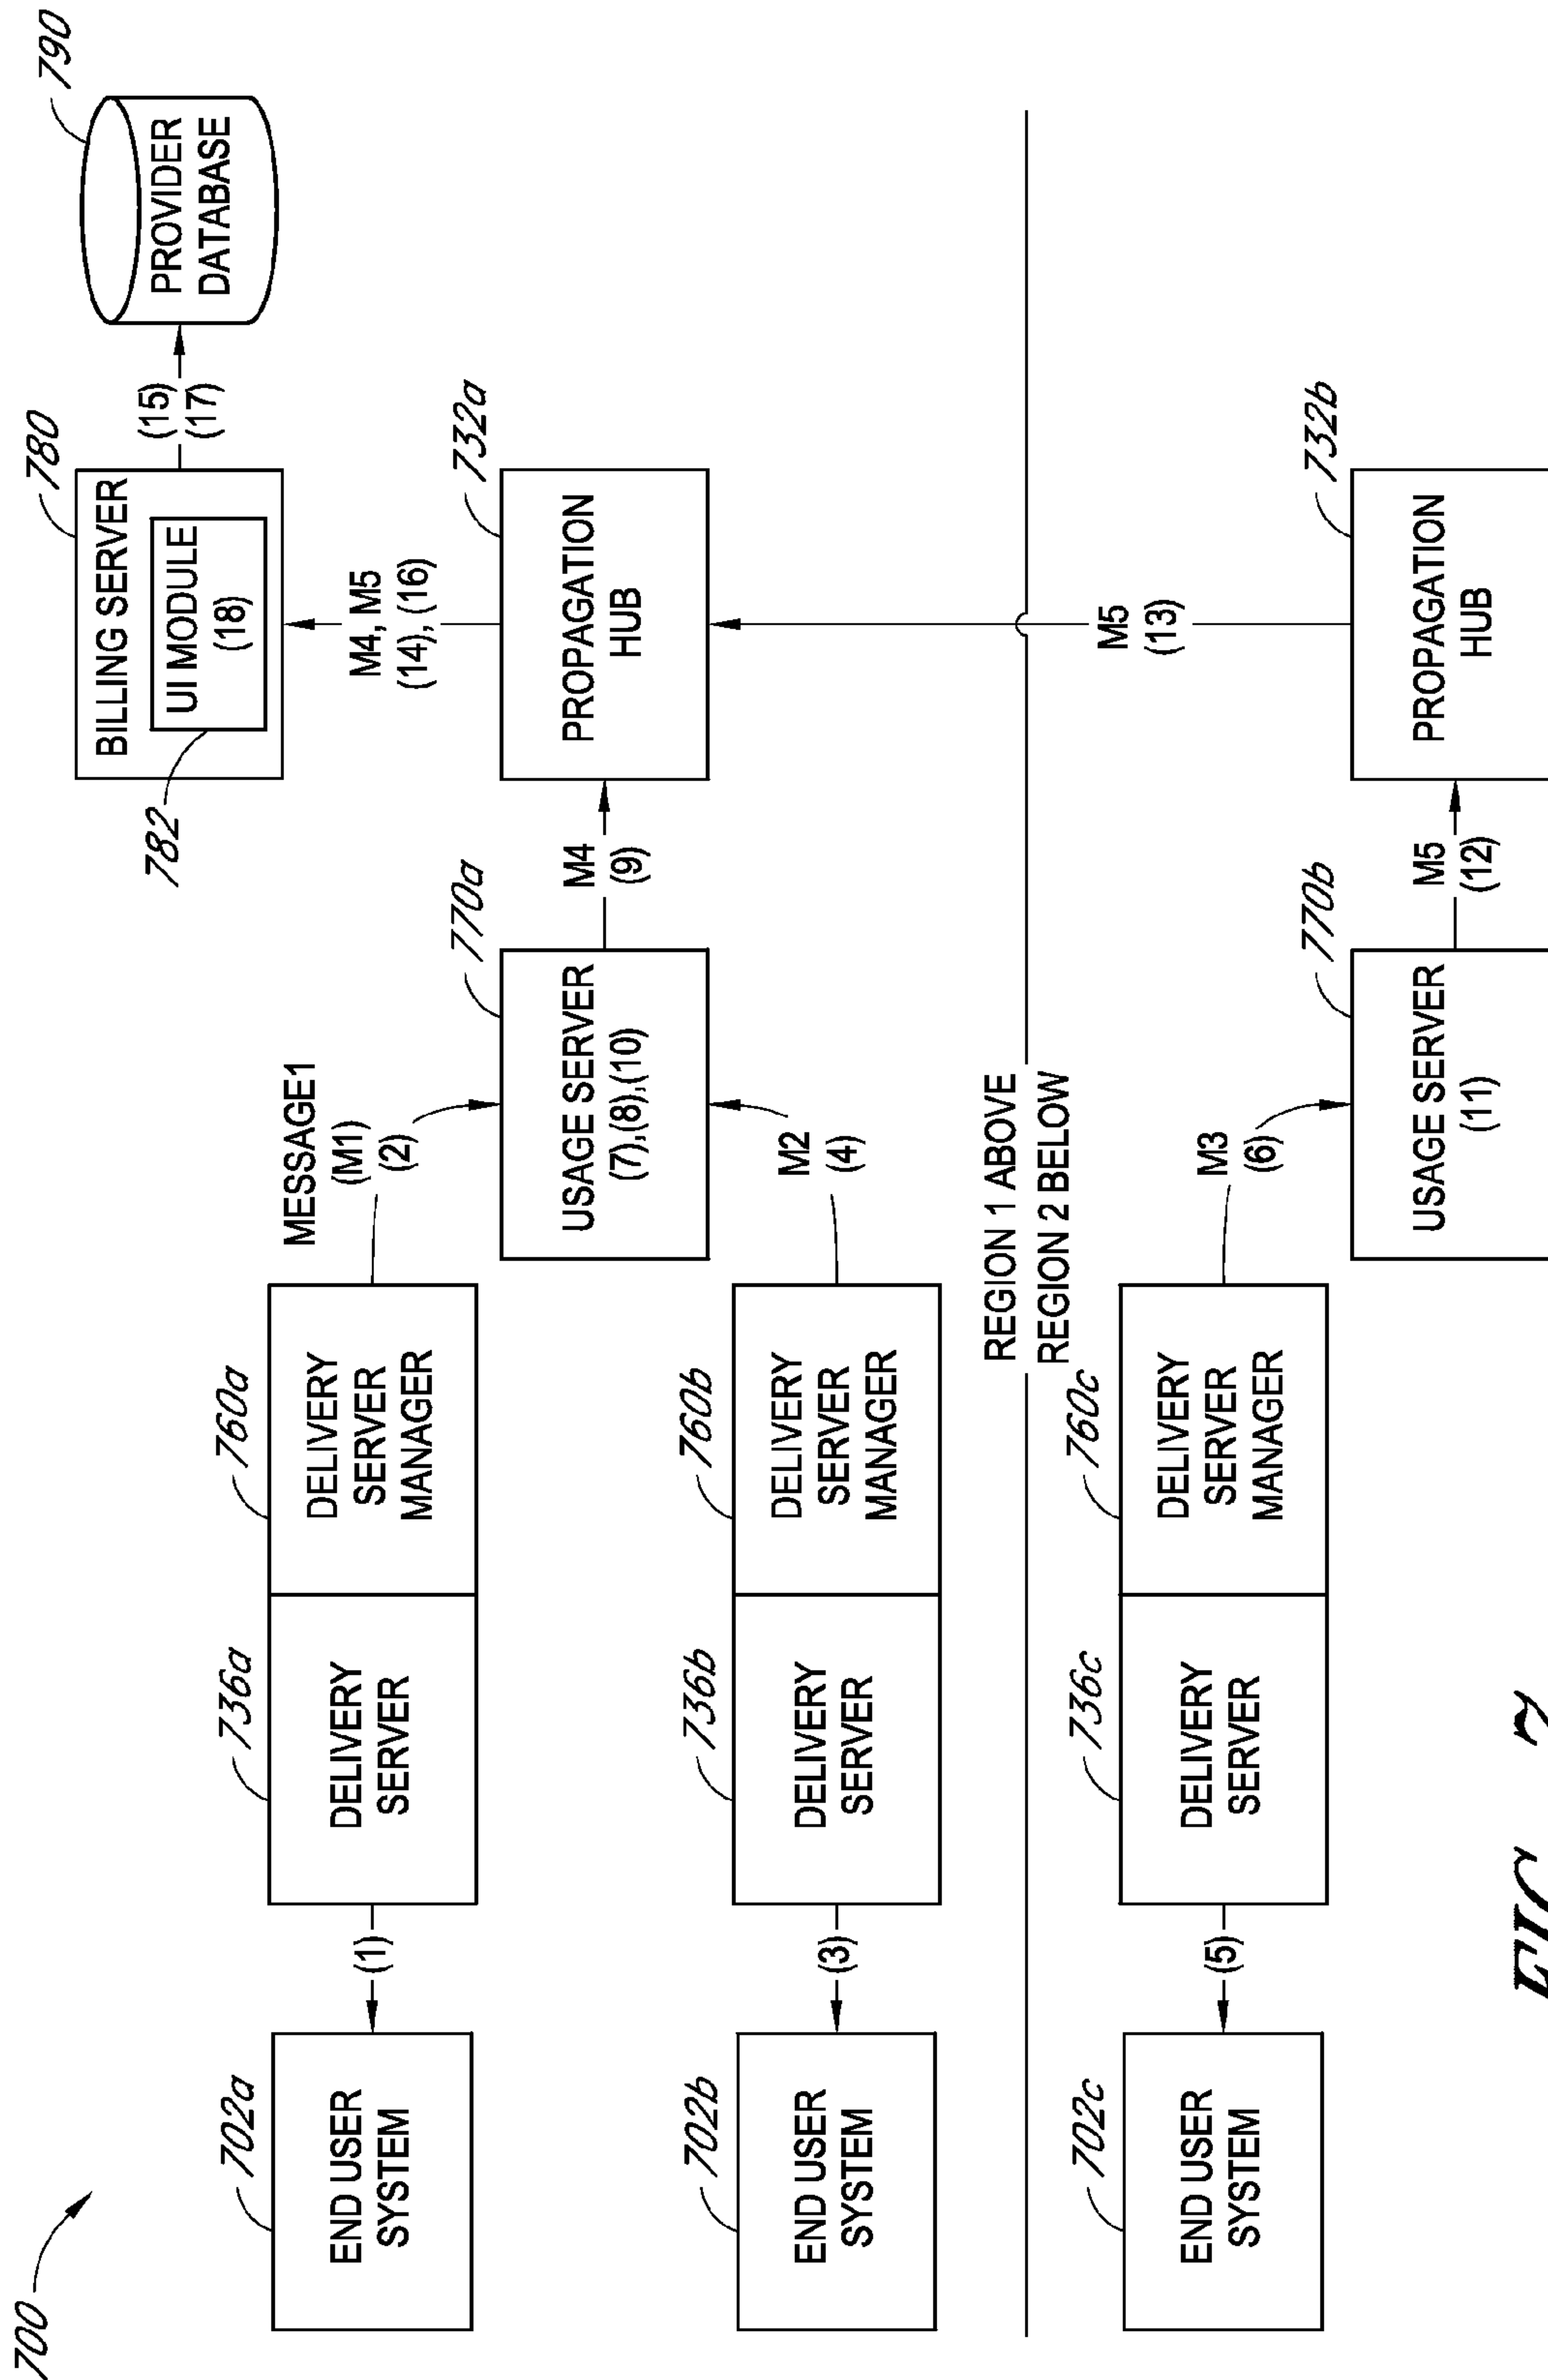 700
702a
END USER
SYSTEM
(1)
736a
DELIVERY
SERVER
760a
DELIVERY
SERVER
MANAGER
MESSAGE1
(M1)
(2)
702b
END USER
SYSTEM
(3)
736b
DELIVERY
SERVER
760b
DELIVERY
SERVER
MANAGER
M2
(4)
770a
USAGE SERVER
(7),(8),(10)
M4
(9)
732a
PROPAGATION
HUB
M4, M5
(14), (16)
780
BILLING SERVER
782
UI MODULE
(18)
(15)
(17)
790
PROVIDER
DATABASE
REGION 1 ABOVE
REGION 2 BELOW
702c
END USER
SYSTEM
(5)
736c
DELIVERY
SERVER
760c
DELIVERY
SERVER
MANAGER
M3
(6)
770b
USAGE SERVER
(11)
M5
(12)
732b
PROPAGATION
HUB
M5
(13)